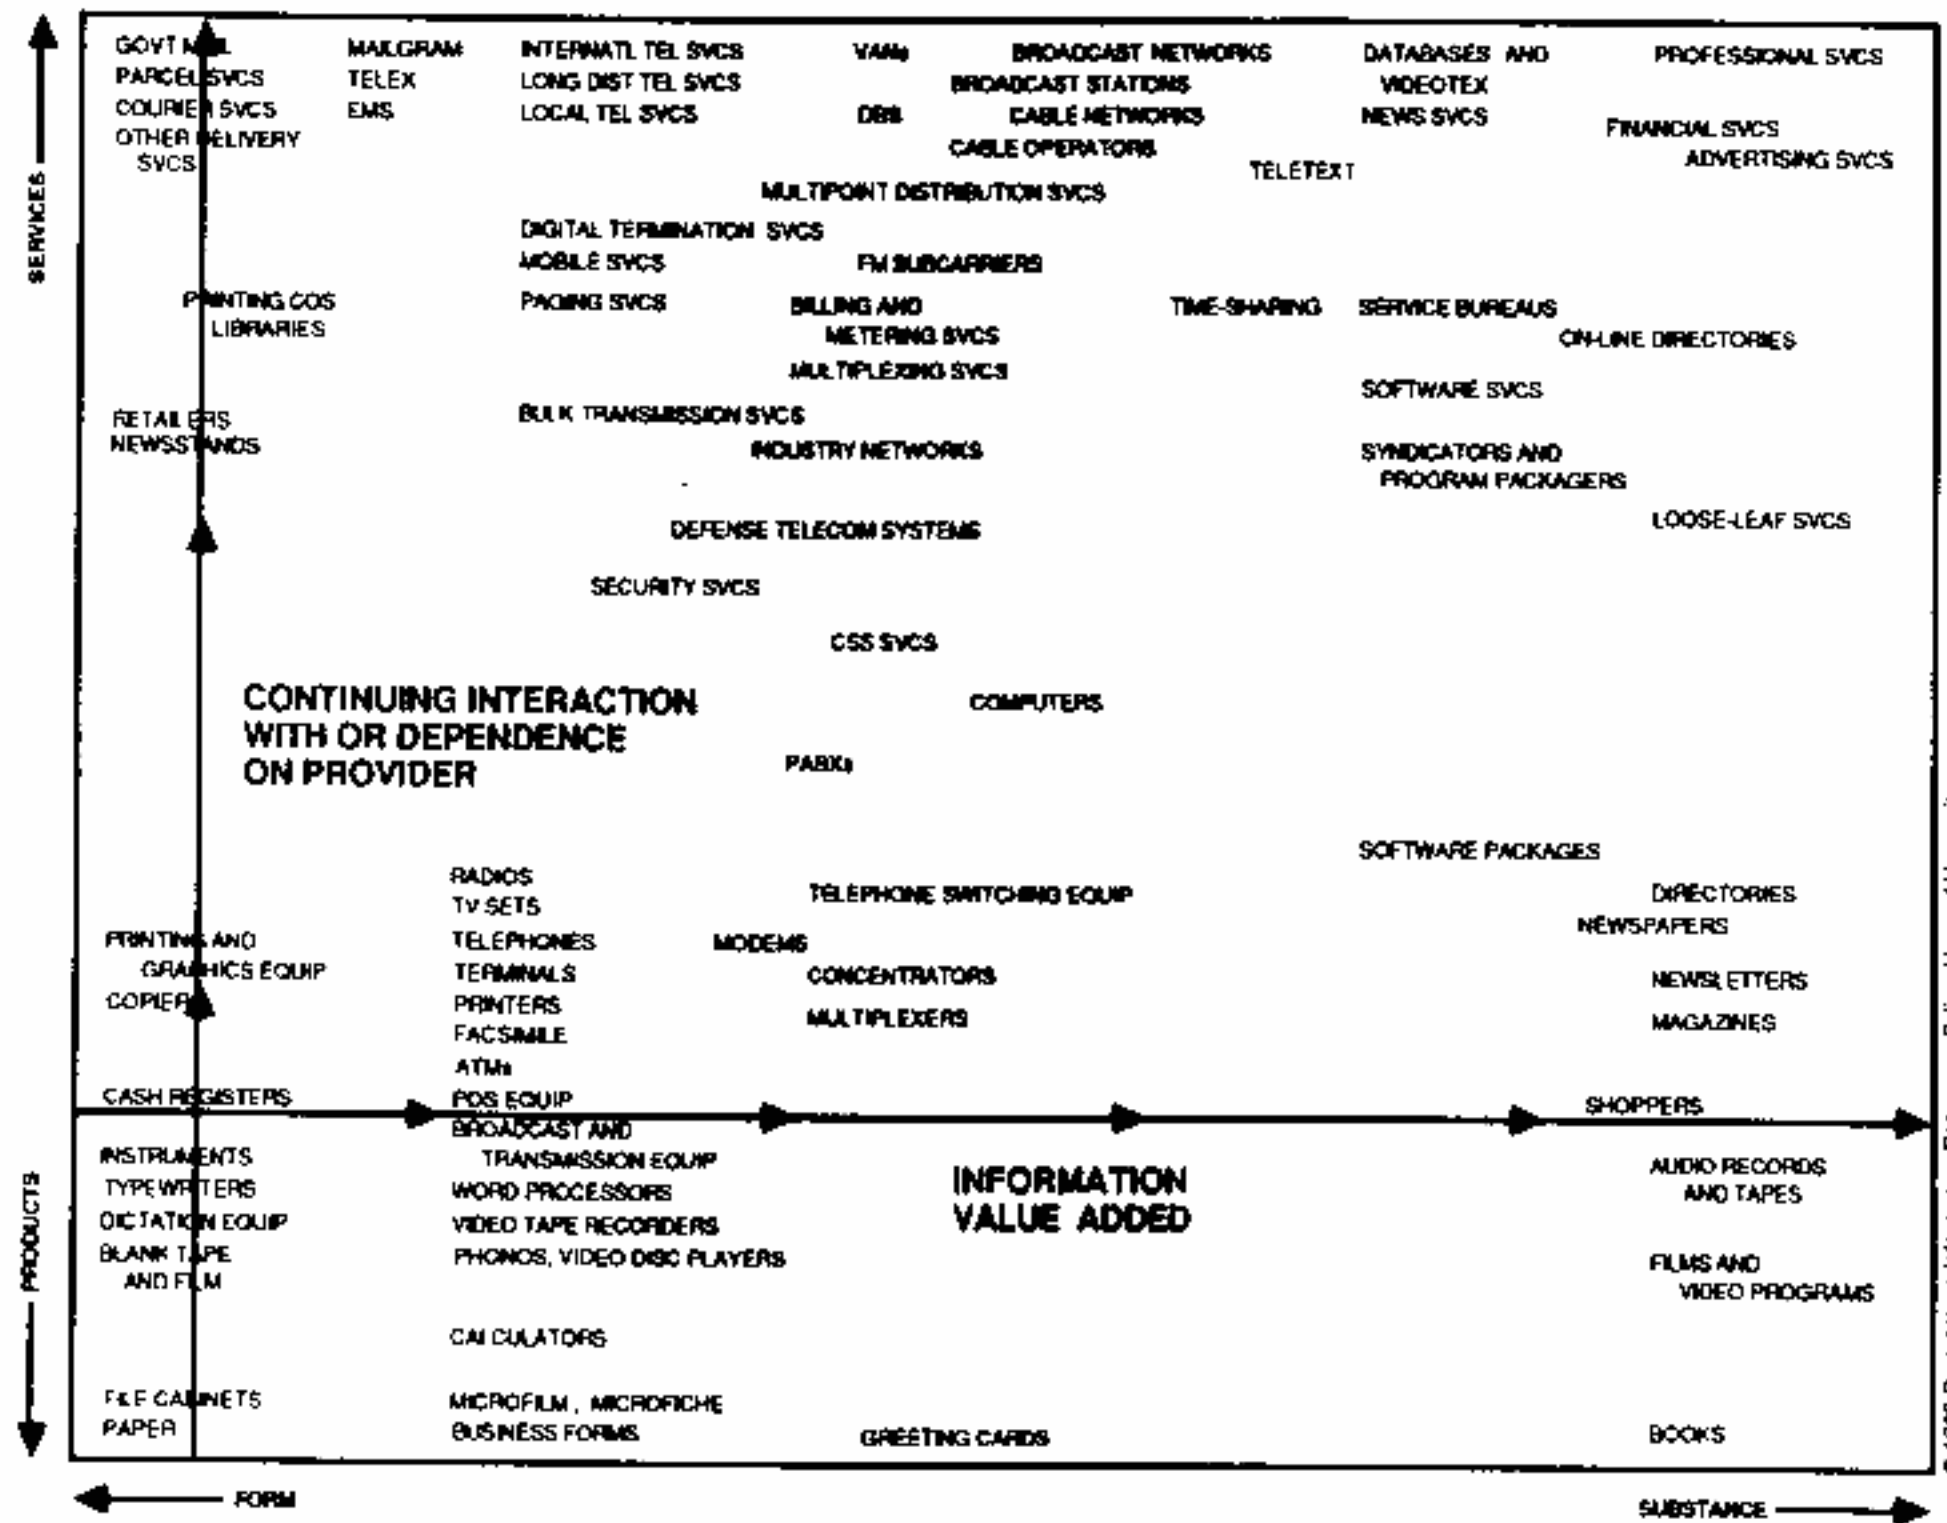 SERVICES
GOVT MAIL
PARCEL SVCS
COURIER SVCS
OTHER DELIVERY
SVCS
MAILGRAM
TELEX
EMS
INTERNATL TEL SVCS
LONG DIST TEL SVCS
LOCAL TEL SVCS
VANs
DBS
BROADCAST NETWORKS
BROADCAST STATIONS
CABLE NETWORKS
CABLE OPERATORS
DATABASES AND
VIDEOTEX
NEWS SVCS
TELETEXT
PROFESSIONAL SVCS
FINANCIAL SVCS
ADVERTISING SVCS
MULTIPOINT DISTRIBUTION SVCS
DIGITAL TERMINATION SVCS
MOBILE SVCS
FM SUBCARRIERS
PRINTING COS
LIBRARIES
PAGING SVCS
BILLING AND
METERING SVCS
MULTIPLEXING SVCS
TIME-SHARING
SERVICE BUREAUS
ON-LINE DIRECTORIES
SOFTWARE SVCS
RETAILERS
NEWSSTANDS
BULK TRANSMISSION SVCS
INDUSTRY NETWORKS
SYNDICATORS AND
PROGRAM PACKAGERS
LOOSE-LEAF SVCS
DEFENSE TELECOM SYSTEMS
SECURITY SVCS
CSS SVCS
CONTINUING INTERACTION
WITH OR DEPENDENCE
ON PROVIDER
COMPUTERS
PABXs
SOFTWARE PACKAGES
RADIOS
TV SETS
TELEPHONES
TERMINALS
PRINTERS
FACSIMILE
ATMs
POS EQUIP
BROADCAST AND
TRANSMISSION EQUIP
WORD PROCESSORS
VIDEO TAPE RECORDERS
PHONOS, VIDEO DISC PLAYERS
CALCULATORS
MICROFILM, MICROFICHE
BUSINESS FORMS
TELEPHONE SWITCHING EQUIP
MODEMS
CONCENTRATORS
MULTIPLEXERS
DIRECTORIES
NEWSPAPERS
NEWSLETTERS
MAGAZINES
SHOPPERS
PRINTING AND
GRAPHICS EQUIP
COPIERS
CASH REGISTERS
INSTRUMENTS
TYPEWRITERS
DICTATION EQUIP
BLANK TAPE
AND FILM
FILE CABINETS
PAPER
INFORMATION
VALUE ADDED
AUDIO RECORDS
AND TAPES
FILMS AND
VIDEO PROGRAMS
GREETING CARDS
BOOKS
PRODUCTS
FORM
SUBSTANCE